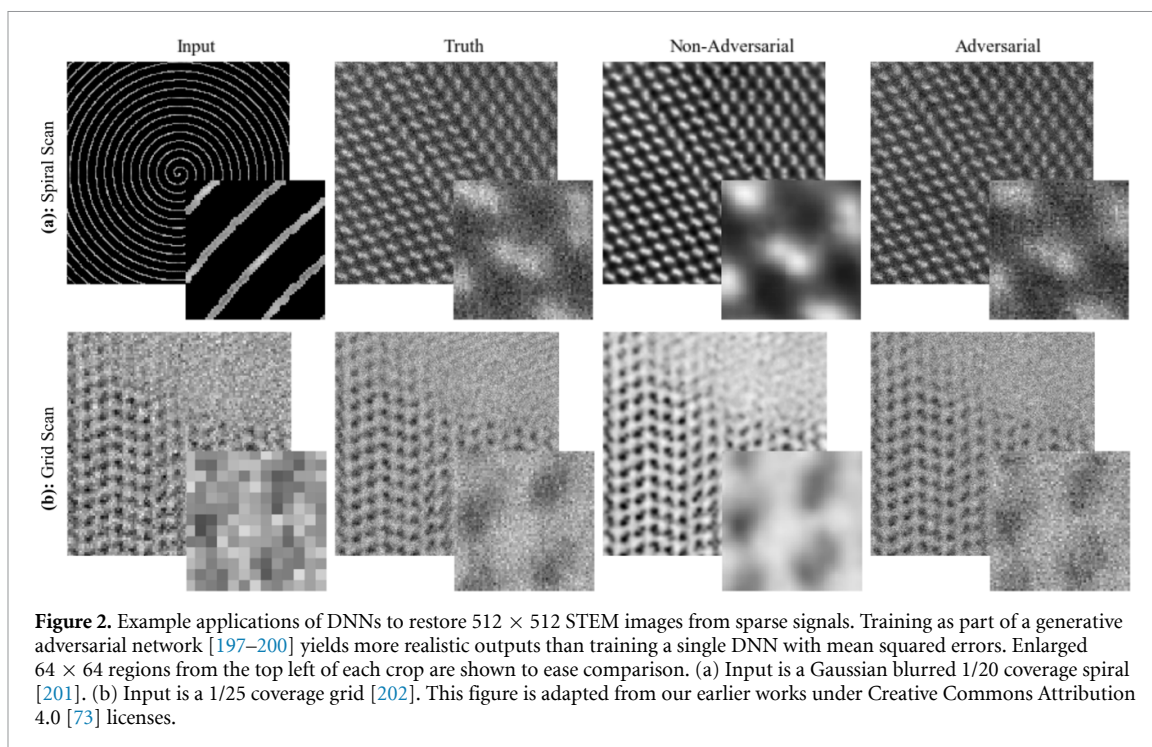 Input Truth Non-Adversarial Adversarial
(a): Spiral Scan
(b): Grid Scan
Figure 2. Example applications of DNNs to restore 512 × 512 STEM images from sparse signals. Training as part of a generative
adversarial network [197–200] yields more realistic outputs than training a single DNN with mean squared errors. Enlarged
64 × 64 regions from the top left of each crop are shown to ease comparison. (a) Input is a Gaussian blurred 1/20 coverage spiral
[201]. (b) Input is a 1/25 coverage grid [202]. This figure is adapted from our earlier works under Creative Commons Attribution
4.0 [73] licenses.